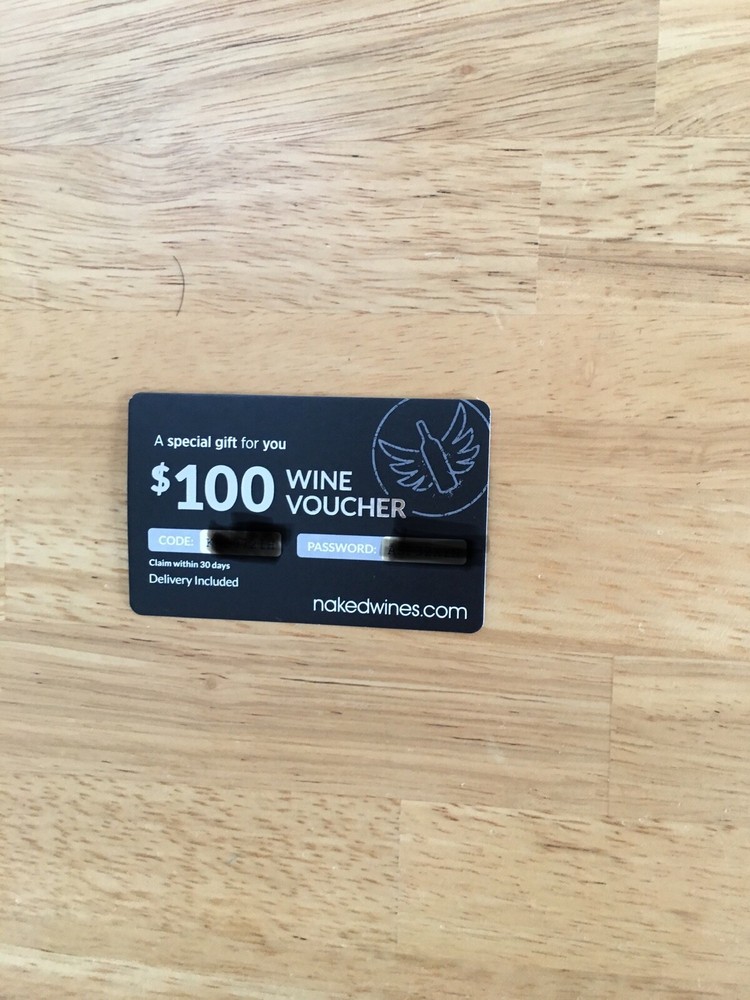 A special gift for you
$100 WINE
VOUCHER
CODE:
PASSWORD:
Claim within 30 days
Delivery Included
nakedwines.com